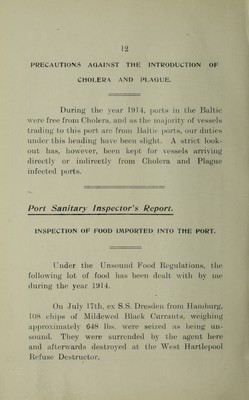 12
PRECAUTIONS AGAINST THE INTRODUCTION OF
CHOLERA AND PLAGUE.
During the year 1914, ports in the Baltic
were free from Cholera, and as the majority of vessels
trading to this port are from Baltic ports, our duties
under this heading have been slight. A strict look-
out has, however, been kept for vessels arriving
directly or indirectly from Cholera and Plague
infected ports.
Port Sanitary Inspector's Report.
INSPECTION OF FOOD IMPORTED INTO THE PORT.
Under the Unsound Food Regulations, the
following lot of food has been dealt with by me
during the year 1914.
On July 17th, ex S.S. Dresden from Hamburg,
108 chips of Mildewed Black Currants, weighing
approximately 648 lbs. were seized as being un-
sound. They were surrended by the agent here
and afterwards destroyed at the West Hartlepool
Refuse Destructor.